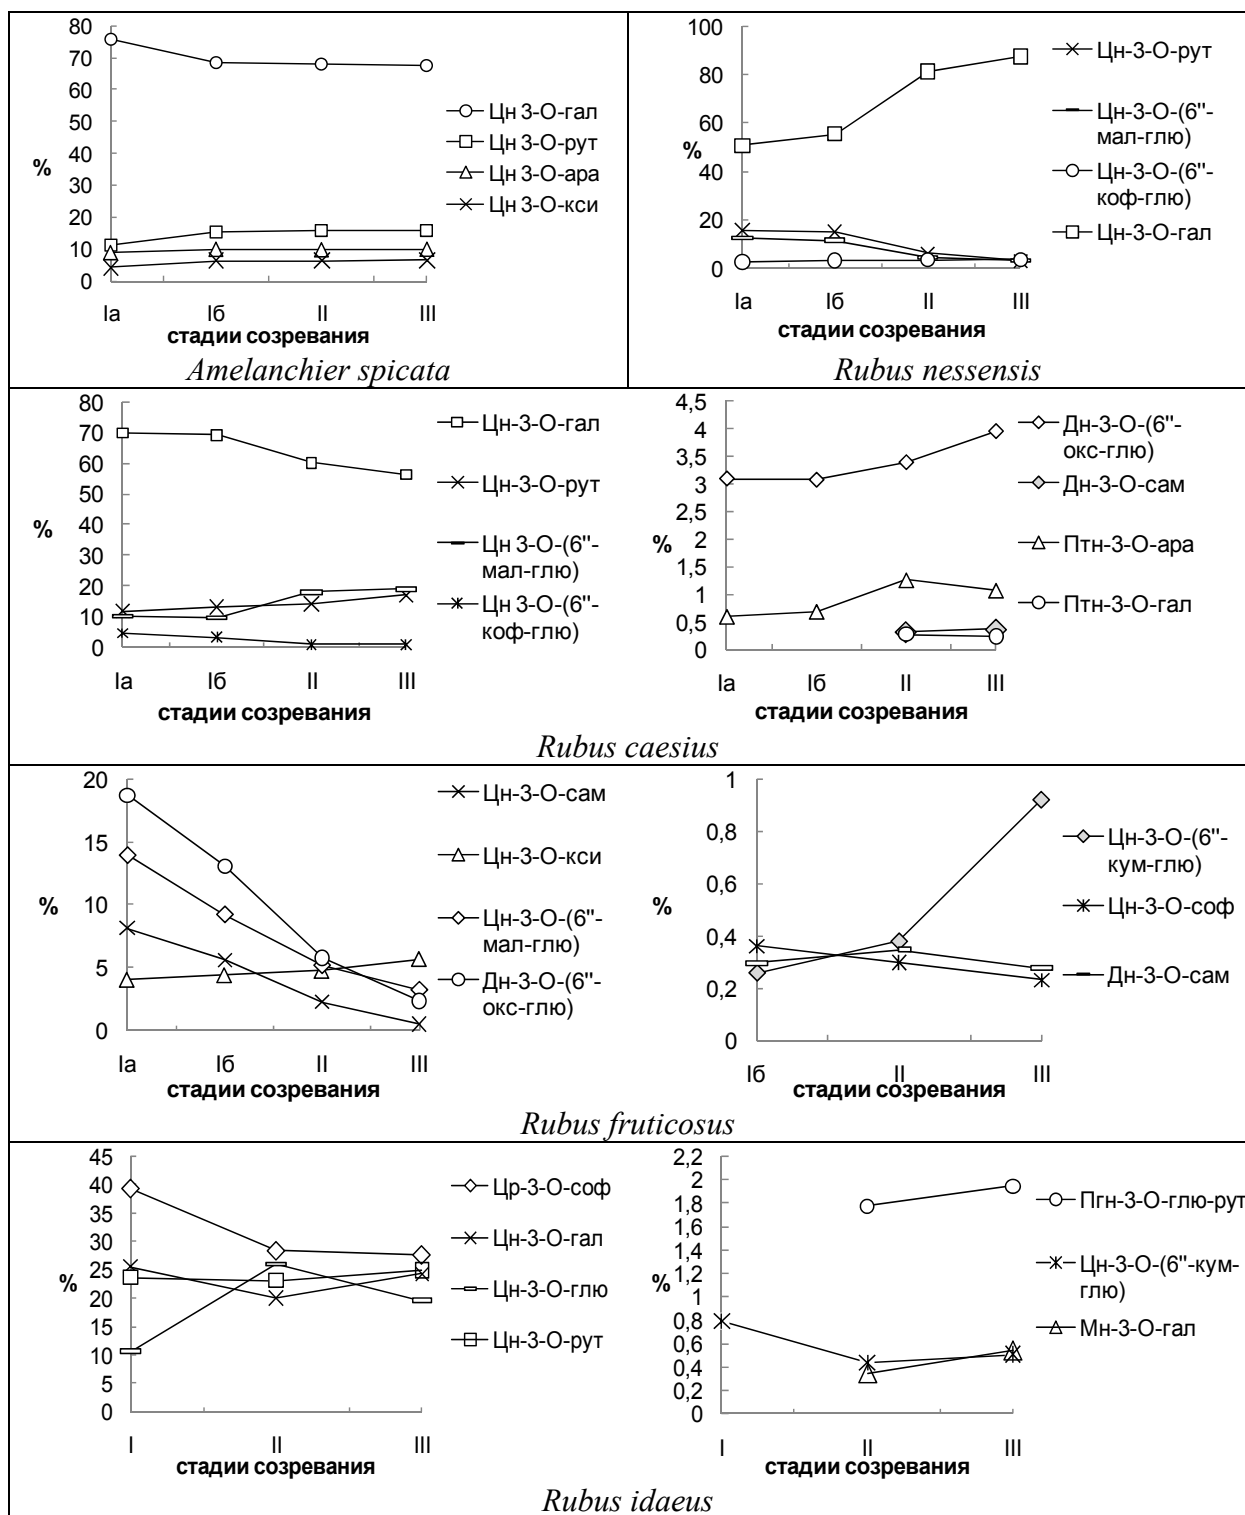 80
70
60
50
40
30
20
10
0
%
Iа
Iб
II
III
стадии созревания
Цн 3-О-гал
Цн 3-О-рут
Цн 3-О-ара
Цн 3-О-кси
Amelanchier spicata
100
80
60
40
20
0
%
Iа
Iб
II
III
стадии созревания
Цн-3-О-рут
Цн-3-О-(6"-
мал-глю)
Цн-3-О-(6"-
коф-глю)
Цн-3-О-гал
Rubus nessensis
80
70
60
50
40
30
20
10
0
%
Iа
Iб
II
III
стадии созревания
Цн-3-О-гал
Цн-3-О-рут
Цн 3-О-(6"-
мал-глю)
Цн 3-О-(6"-
коф-глю)
4,5
4
3,5
3
2,5
2
1,5
1
0,5
0
%
Iа
Iб
II
III
стадии созревания
Дн-3-О-(6"-
окс-глю)
Дн-3-О-сам
Птн-3-О-ара
Птн-3-О-гал
Rubus caesius
20
15
10
5
0
%
Iа
Iб
II
III
стадии созревания
Цн-3-О-сам
Цн-3-О-кси
Цн-3-О-(6"-
мал-глю)
Дн-3-О-(6"-
окс-глю)
1
0,8
0,6
0,4
0,2
0
%
Iб
II
III
стадии созревания
Цн-3-О-(6"-
кум-глю)
Цн-3-О-соф
Дн-3-О-сам
Rubus fruticosus
45
40
35
30
25
20
15
10
5
0
%
I
II
III
стадии созревания
Цр-3-О-соф
Цн-3-О-гал
Цн-3-О-глю
Цн-3-О-рут
2,2
2
1,8
1,6
1,4
1,2
1
0,8
0,6
0,4
0,2
0
%
I
II
III
стадии созревания
Пгн-3-О-глю-рут
Цн-3-О-(6"-кум-
глю)
Мн-3-О-гал
Rubus idaeus